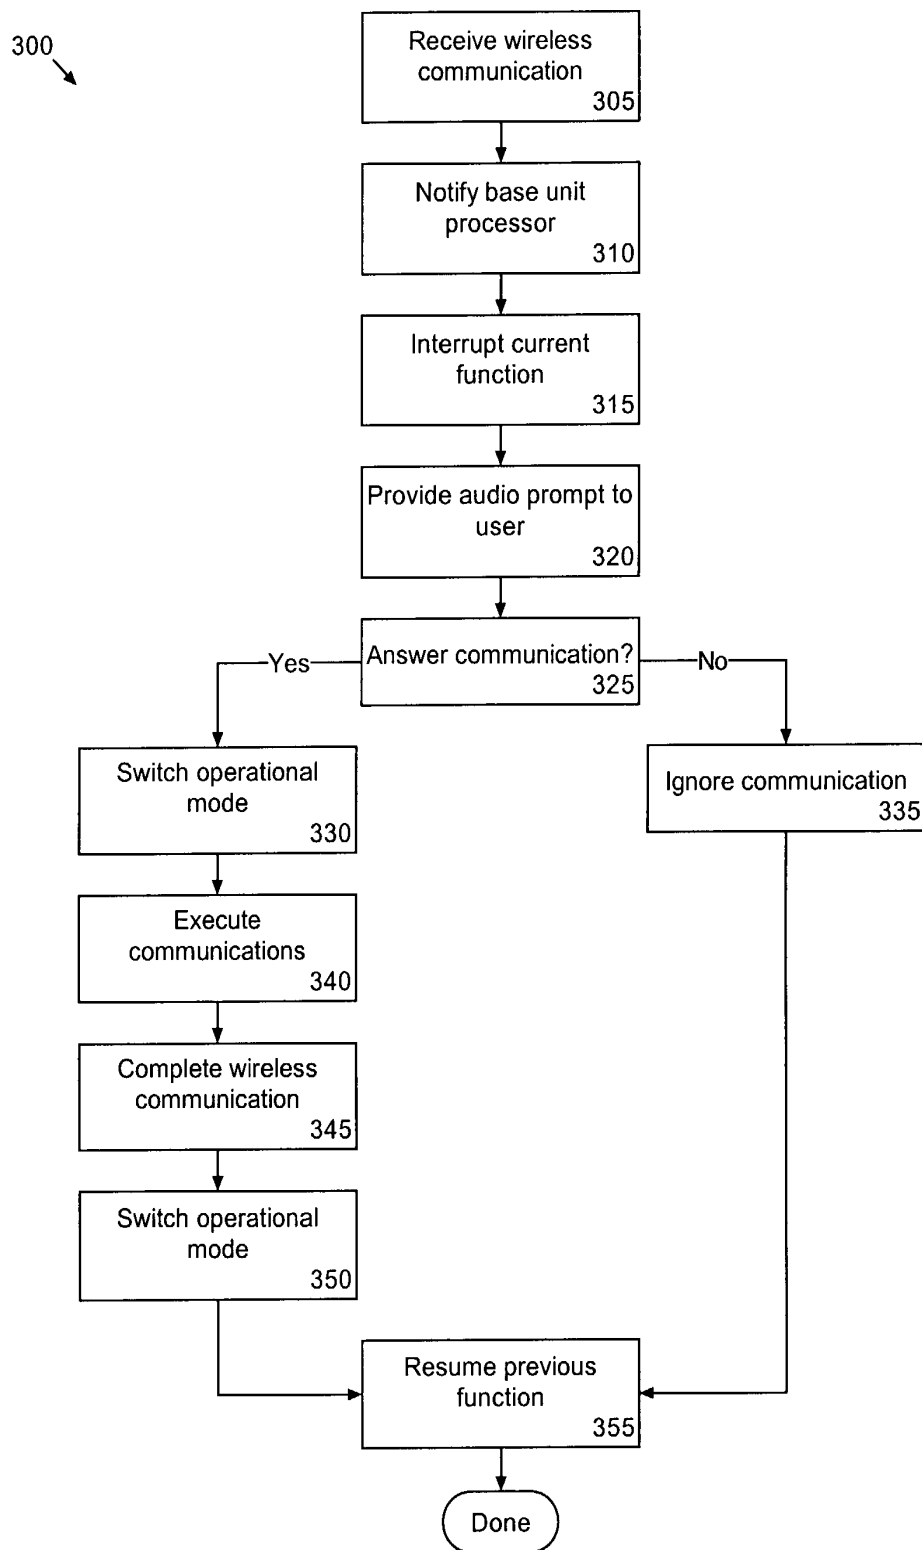 300
Receive wireless
communication
305
Notify base unit
processor
310
Interrupt current
function
315
Provide audio prompt to
user
320
Answer communication?
325
Yes
No
Switch operational
mode
330
Ignore communication
335
Execute
communications
340
Complete wireless
communication
345
Switch operational
mode
350
Resume previous
function
355
Done